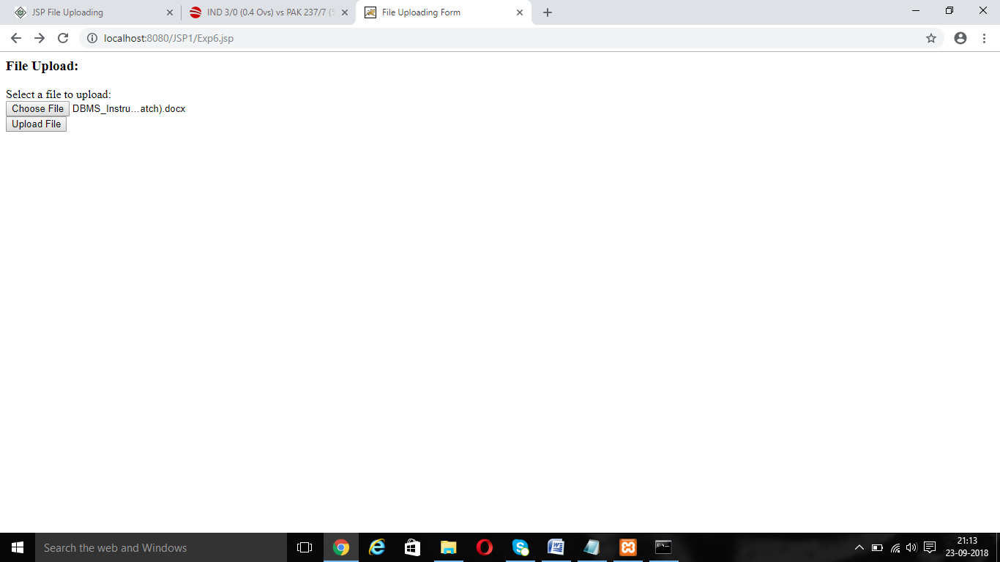 JSP File Uploading
IND 3/0 (0.4 Ovs) vs PAK 237/7
File Uploading Form
localhost:8080/JSP1/Exp6.jsp
File Upload:
Select a file to upload:
Choose File DBMS_Instru...atch).docx
Upload File
Search the web and Windows
21:13
23-09-2018